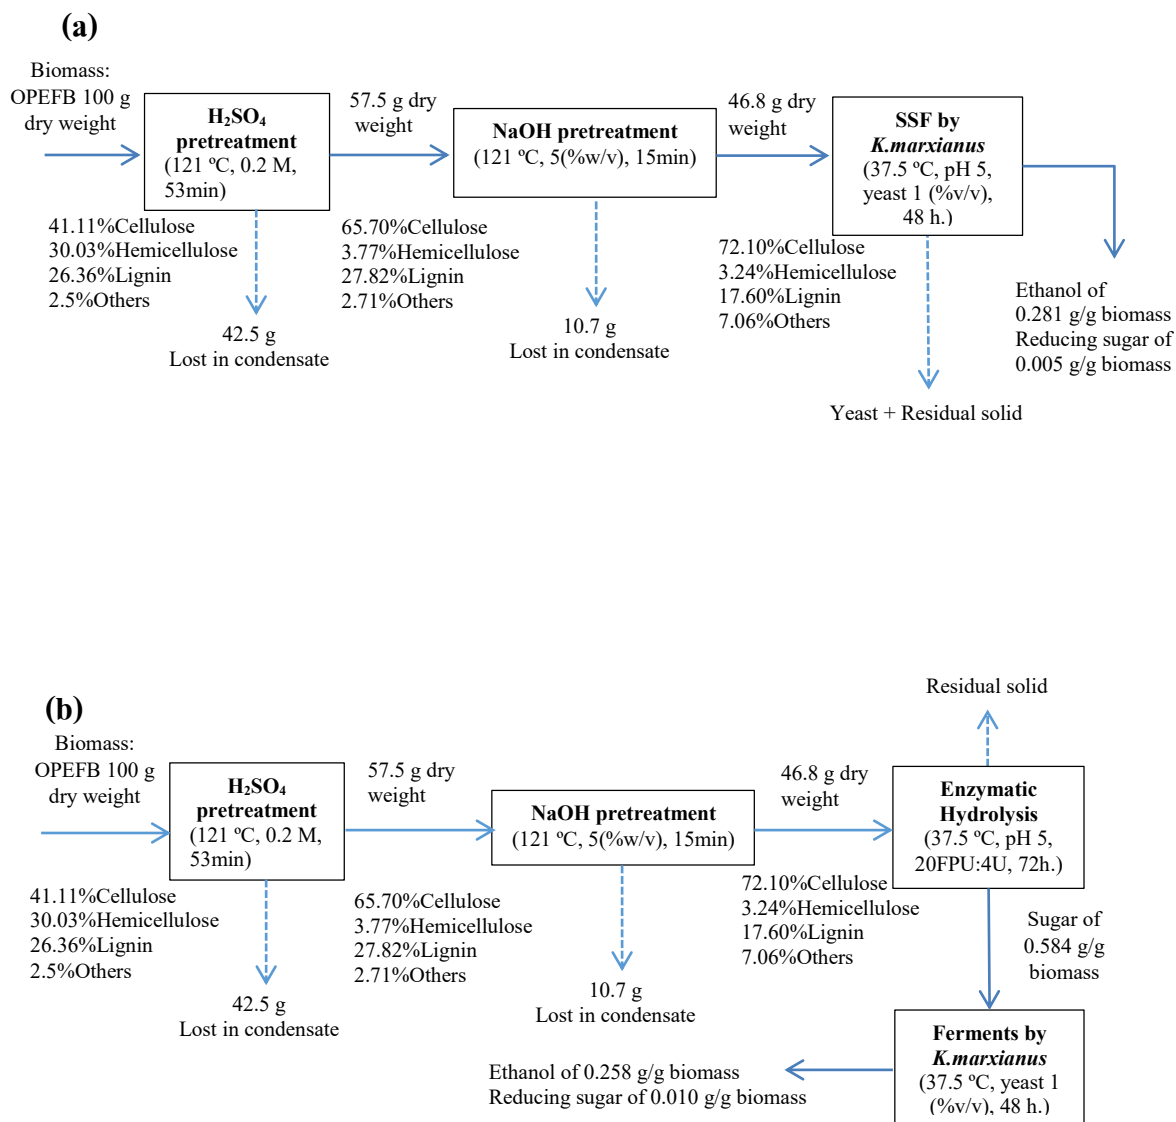 (a)
Biomass:
OPEFB 100 g
dry weight
H₂SO₄
pretreatment
(121 ºC, 0.2 M,
53min)
41.11%Cellulose
30.03%Hemicellulose
26.36%Lignin
2.5%Others
42.5 g
Lost in condensate
57.5 g dry
weight
NaOH pretreatment
(121 ºC, 5(%w/v), 15min)
65.70%Cellulose
3.77%Hemicellulose
27.82%Lignin
2.71%Others
10.7 g
Lost in condensate
46.8 g dry
weight
SSF by
K.marxianus
(37.5 ºC, pH 5,
yeast 1 (%v/v),
48 h.)
72.10%Cellulose
3.24%Hemicellulose
17.60%Lignin
7.06%Others
Yeast + Residual solid
Ethanol of
0.281 g/g biomass
Reducing sugar of
0.005 g/g biomass
(b)
Biomass:
OPEFB 100 g
dry weight
H₂SO₄
pretreatment
(121 ºC, 0.2 M,
53min)
41.11%Cellulose
30.03%Hemicellulose
26.36%Lignin
2.5%Others
42.5 g
Lost in condensate
57.5 g dry
weight
NaOH pretreatment
(121 ºC, 5(%w/v), 15min)
65.70%Cellulose
3.77%Hemicellulose
27.82%Lignin
2.71%Others
10.7 g
Lost in condensate
46.8 g dry
weight
Residual solid
Enzymatic
Hydrolysis
(37.5 ºC, pH 5,
20FPU:4U, 72h.)
72.10%Cellulose
3.24%Hemicellulose
17.60%Lignin
7.06%Others
Sugar of
0.584 g/g
biomass
Ferments by
K.marxianus
(37.5 ºC, yeast 1
(%v/v), 48 h.)
Ethanol of 0.258 g/g biomass
Reducing sugar of 0.010 g/g biomass